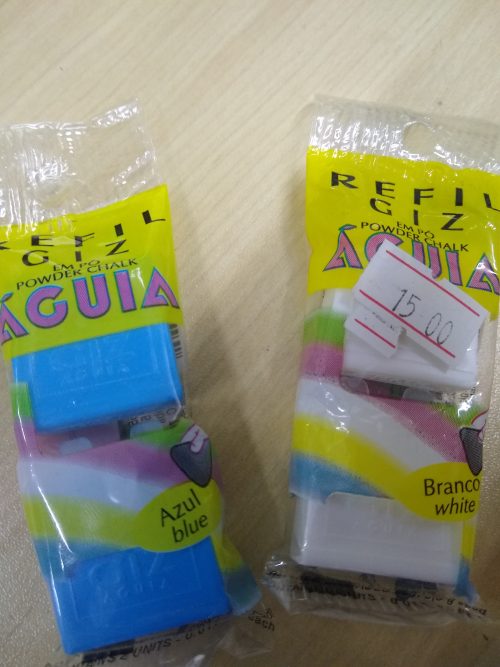 REFIL
GIZ
EM PÓ
POWDER CHALK
ÁGUIA
Azul
blue
REFIL
GIZ
EM PÓ
POWDER CHALK
ÁGUIA
15.00
Branco
white